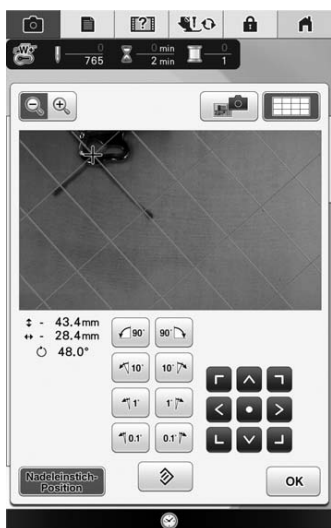 0
765
0 min
2 min
0
1
- 43.4mm
- 28.4mm
48.0°
90°
90°
10°
10°
1°
1°
0.1°
0.1°
Nadeleinstich-
Position
OK